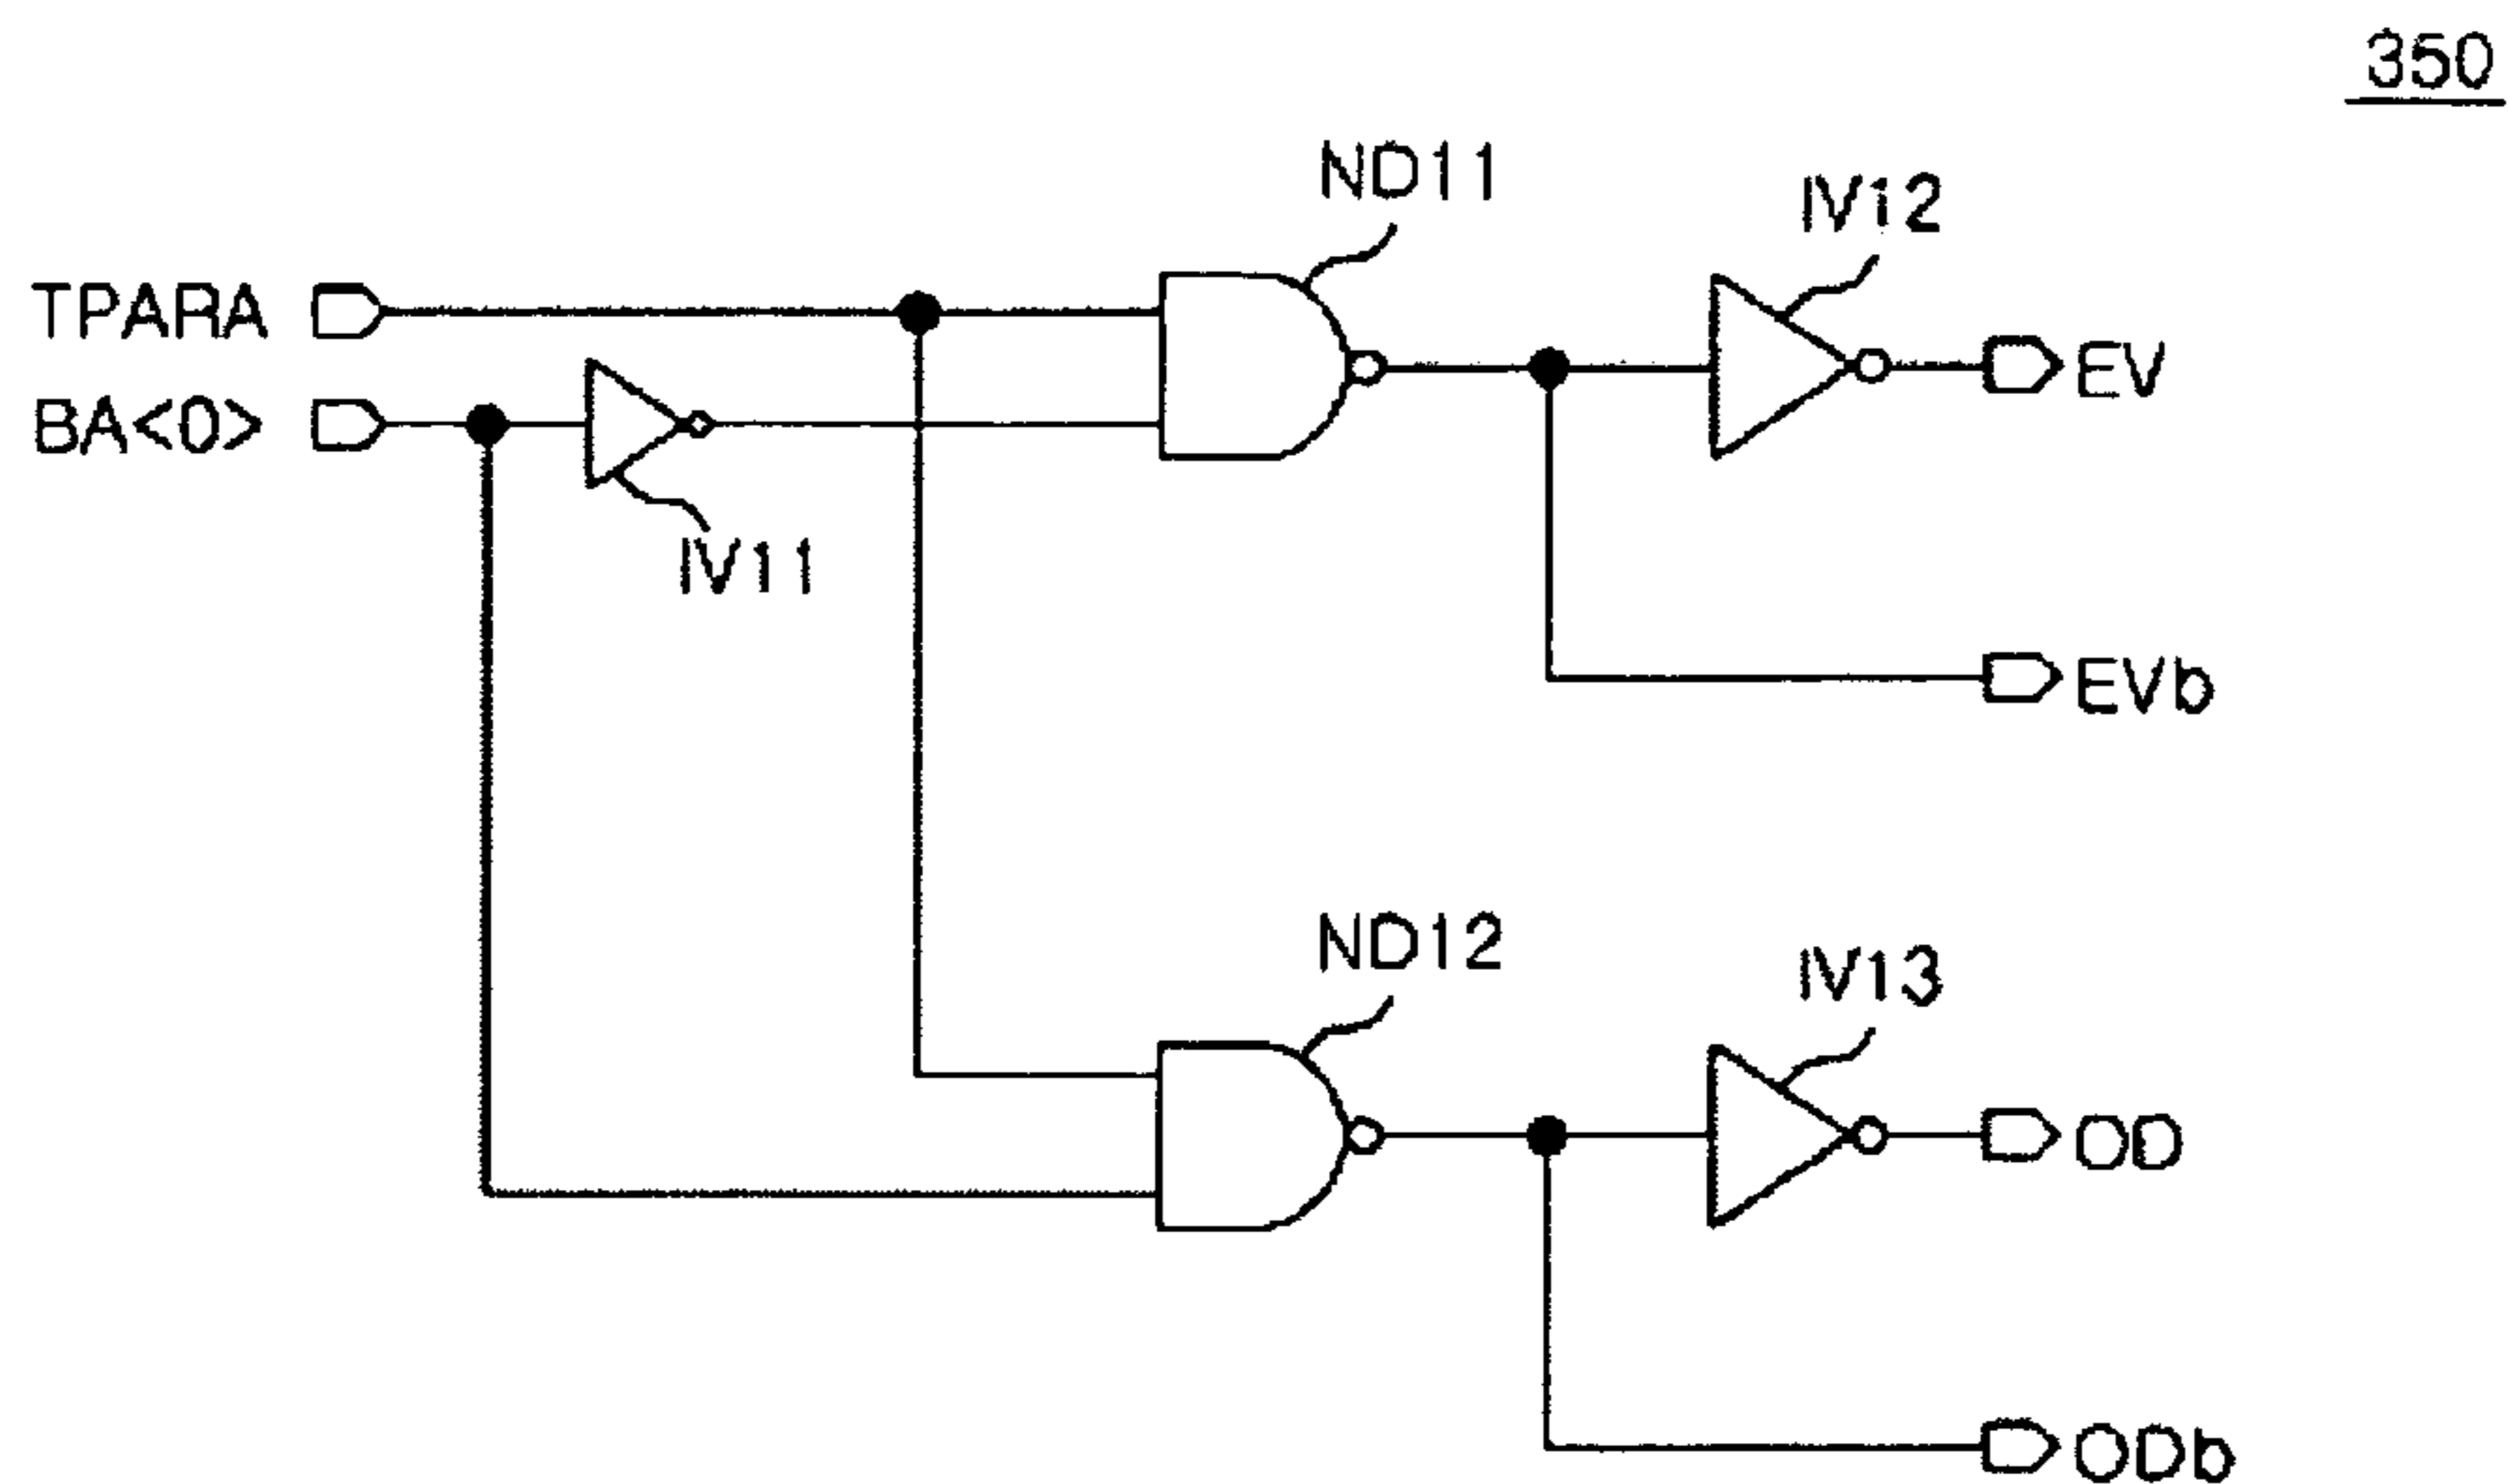 350
ND11
IV12
TPARA
EV
BA<0>
IV11
EVb
ND12
IV13
OD
ODb